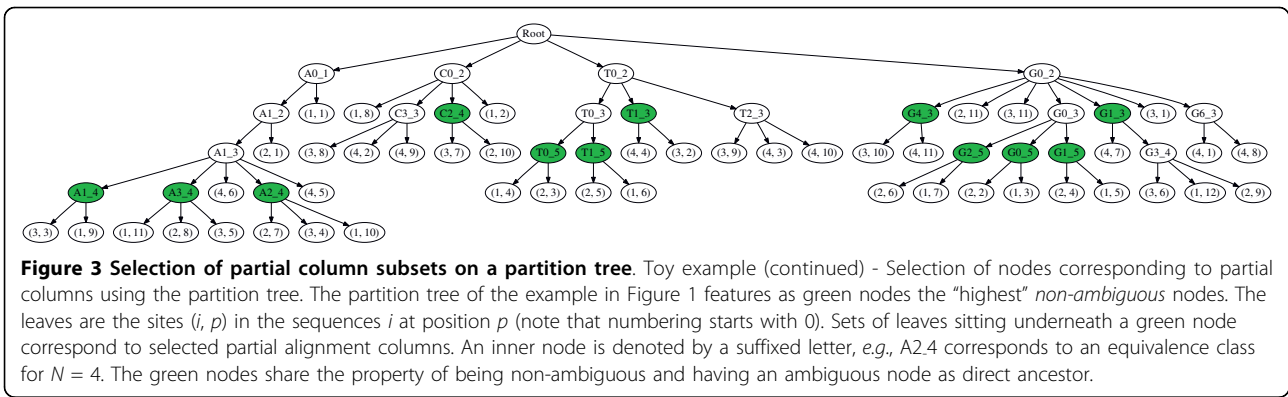 Root
A0_1 C0_2 T0_2 G0_2
A1_2 (1, 1) (1, 8) C3_3 C2_4 (1, 2) T0_3 T1_3 T2_3 G4_3 (2, 11) (3, 11) G0_3 G1_3 (3, 1) G6_3
A1_3 (2, 1) (3, 8) (4, 2) (4, 9) (3, 7) (2, 10) T0_5 T1_5 (4, 4) (3, 2) (3, 9) (4, 3) (4, 10) (3, 10) (4, 11) G2_5 G0_5 G1_5 (4, 7) G3_4 (4, 1) (4, 8)
A1_4 A3_4 (4, 6) A2_4 (4, 5) (1, 4) (2, 3) (2, 5) (1, 6) (2, 6) (1, 7) (2, 2) (1, 3) (2, 4) (1, 5) (3, 6) (1, 12) (2, 9)
(3, 3) (1, 9) (1, 11) (2, 8) (3, 5) (2, 7) (3, 4) (1, 10)
Figure 3 Selection of partial column subsets on a partition tree. Toy example (continued) - Selection of nodes corresponding to partial
columns using the partition tree. The partition tree of the example in Figure 1 features as green nodes the “highest” non-ambiguous nodes. The
leaves are the sites (i, p) in the sequences i at position p (note that numbering starts with 0). Sets of leaves sitting underneath a green node
correspond to selected partial alignment columns. An inner node is denoted by a suffixed letter, e.g., A2_4 corresponds to an equivalence class
for N = 4. The green nodes share the property of being non-ambiguous and having an ambiguous node as direct ancestor.